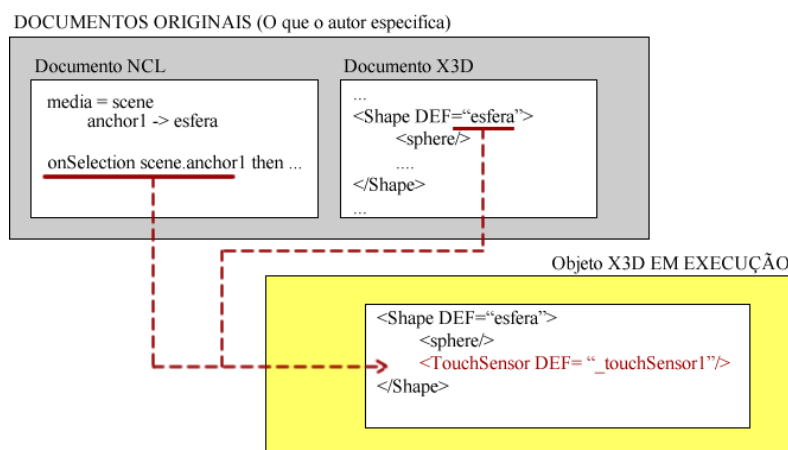 DOCUMENTOS ORIGINAIS (O que o autor especifica)
Documento NCL
media = scene
anchor1 -> esfera
onSelection scene.anchor1 then ...
Documento X3D
...
<Shape DEF=“esfera”>
<sphere/>
....
</Shape>
...
Objeto X3D EM EXECUÇÃO
<Shape DEF=“esfera”>
<sphere/>
<TouchSensor DEF= “_touchSensor1”/>
</Shape>